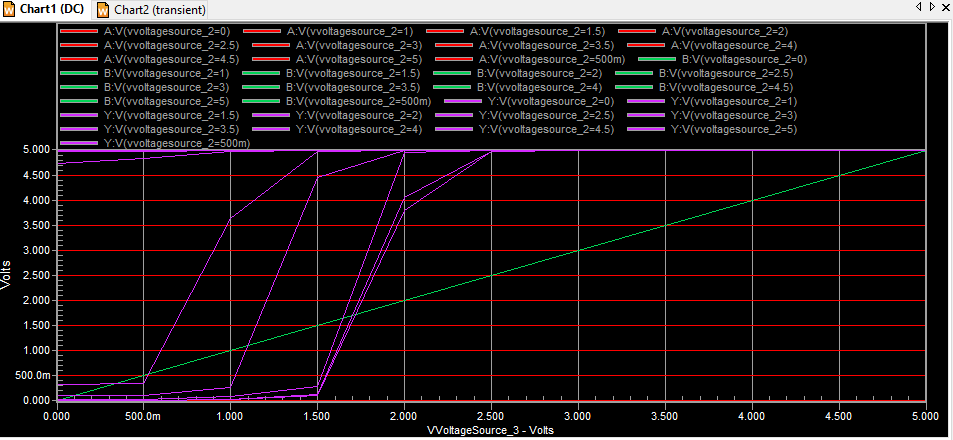 Chart1 (DC) Chart2 (transient)
A:V(vvoltagesource_2=0) A:V(vvoltagesource_2=1) A:V(vvoltagesource_2=1.5) A:V(vvoltagesource_2=2)
A:V(vvoltagesource_2=2.5) A:V(vvoltagesource_2=3) A:V(vvoltagesource_2=3.5) A:V(vvoltagesource_2=4)
A:V(vvoltagesource_2=4.5) A:V(vvoltagesource_2=5) A:V(vvoltagesource_2=500m) B:V(vvoltagesource_2=0)
B:V(vvoltagesource_2=1) B:V(vvoltagesource_2=1.5) B:V(vvoltagesource_2=2) B:V(vvoltagesource_2=2.5)
B:V(vvoltagesource_2=3) B:V(vvoltagesource_2=3.5) B:V(vvoltagesource_2=4) B:V(vvoltagesource_2=4.5)
B:V(vvoltagesource_2=5) B:V(vvoltagesource_2=500m) Y:V(vvoltagesource_2=0) Y:V(vvoltagesource_2=1)
Y:V(vvoltagesource_2=1.5) Y:V(vvoltagesource_2=2) Y:V(vvoltagesource_2=2.5) Y:V(vvoltagesource_2=3)
Y:V(vvoltagesource_2=3.5) Y:V(vvoltagesource_2=4) Y:V(vvoltagesource_2=4.5) Y:V(vvoltagesource_2=5)
Y:V(vvoltagesource_2=500m)
5.000
4.500
4.000
3.500
3.000
2.500
2.000
1.500
1.000
500.0m
0.000
Volts
0.000 500.0m 1.000 1.500 2.000 2.500 3.000 3.500 4.000 4.500 5.000
VVoltageSource_3 - Volts